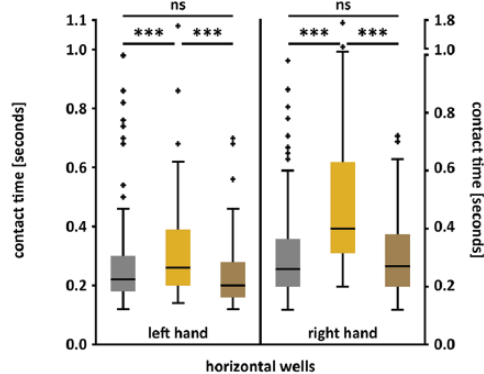 ns ns
1.1 *** *** *** *** 1.8
1.0 1.0
0.8 0.8
0.6 0.6
0.4 0.4
0.2 0.2
0.0 left hand right hand 0.0
contact time [seconds]
contact time [seconds]
horizontal wells